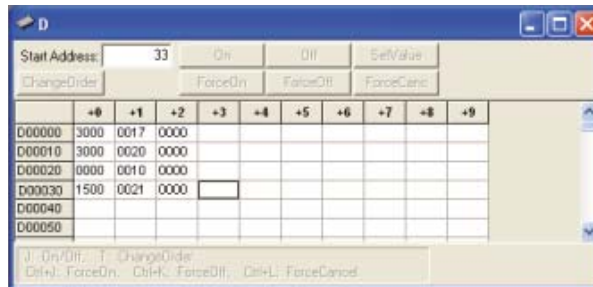 D
Start Address: 33 On Off SetValue
ChangeOrder ForceOn ForceOff ForceCanc
+0 +1 +2 +3 +4 +5 +6 +7 +8 +9
D00000 3000 0017 0000
D00010 3000 0020 0000
D00020 0000 0010 0000
D00030 1500 0021 0000
D00040
D00050
J: On/Off, T: ChangeOrder
Ctrl+J: ForceOn, Ctrl+K: ForceOff, Ctrl+L: ForceCancel